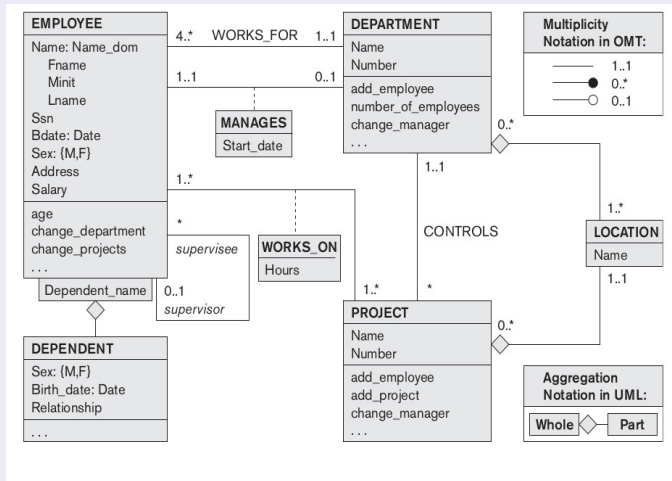 EMPLOYEE
Name: Name_dom
Fname
Minit
Lname
Ssn
Bdate: Date
Sex: {M,F}
Address
Salary
age
change_department
change_projects
. . .
Dependent_name
DEPENDENT
Sex: {M,F}
Birth_date: Date
Relationship
. . .
4..* WORKS_FOR 1..1
1..1 0..1
MANAGES
Start_date
1..*
*
supervisee
0..1
supervisor
WORKS_ON
Hours
1..*
DEPARTMENT
Name
Number
add_employee
number_of_employees
change_manager
. . .
0..*
1..1
CONTROLS
*
PROJECT
Name
Number
add_employee
add_project
change_manager
. . .
0..*
1..*
LOCATION
Name
1..1
Multiplicity
Notation in OMT:
1..1
0..*
0..1
Aggregation
Notation in UML:
Whole Part